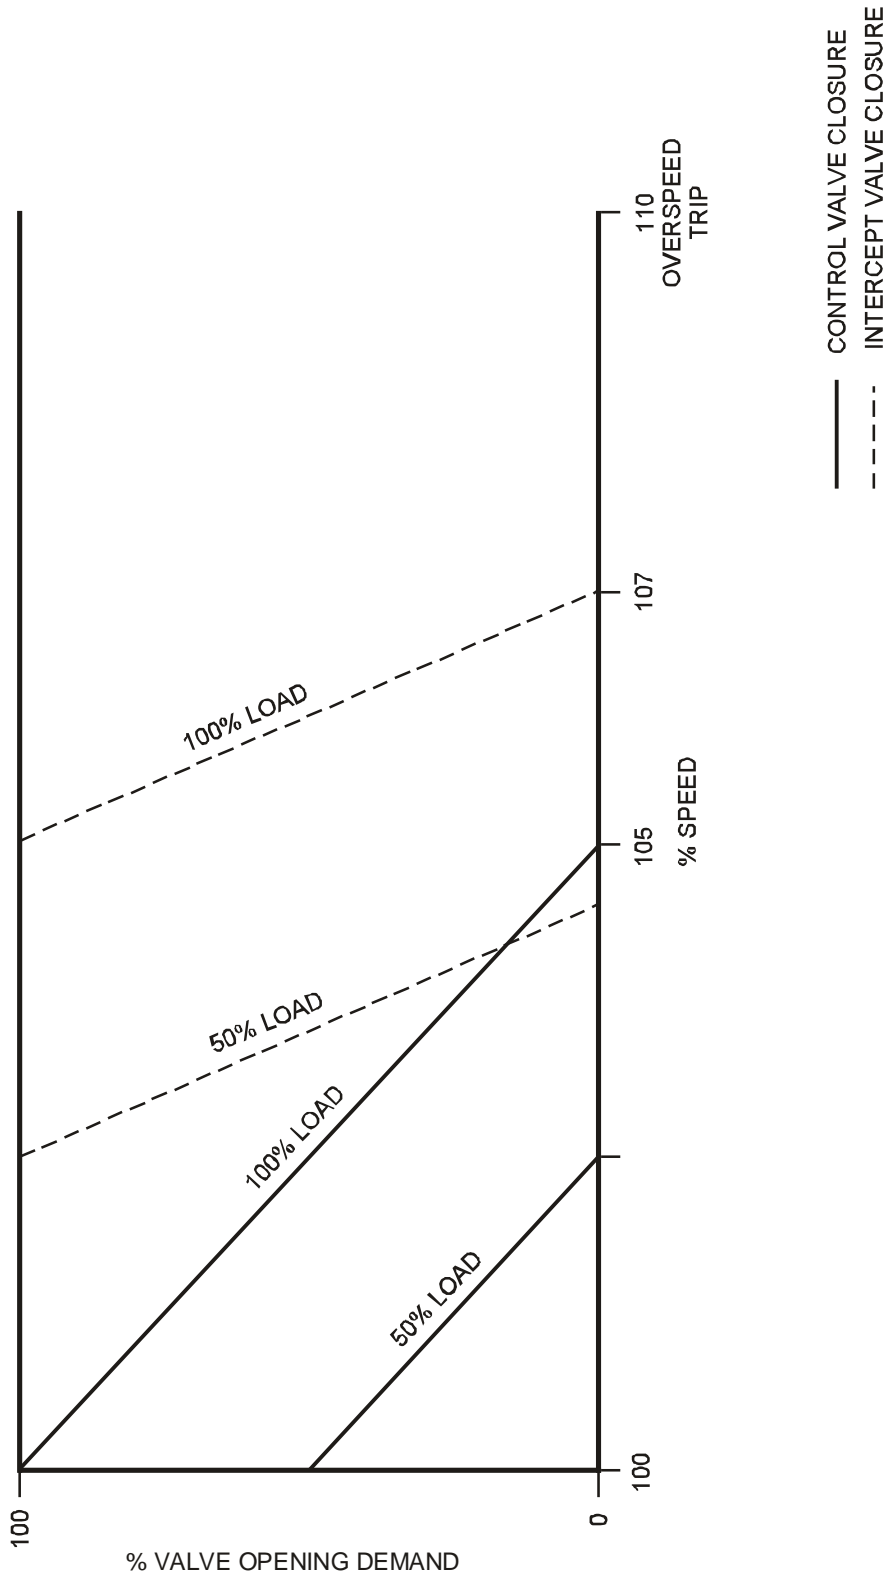 100
% VALVE OPENING DEMAND
0
100% LOAD
50% LOAD
100% LOAD
50% LOAD
100
105
107
110
% SPEED
OVERSPEED
TRIP
CONTROL VALVE CLOSURE
INTERCEPT VALVE CLOSURE